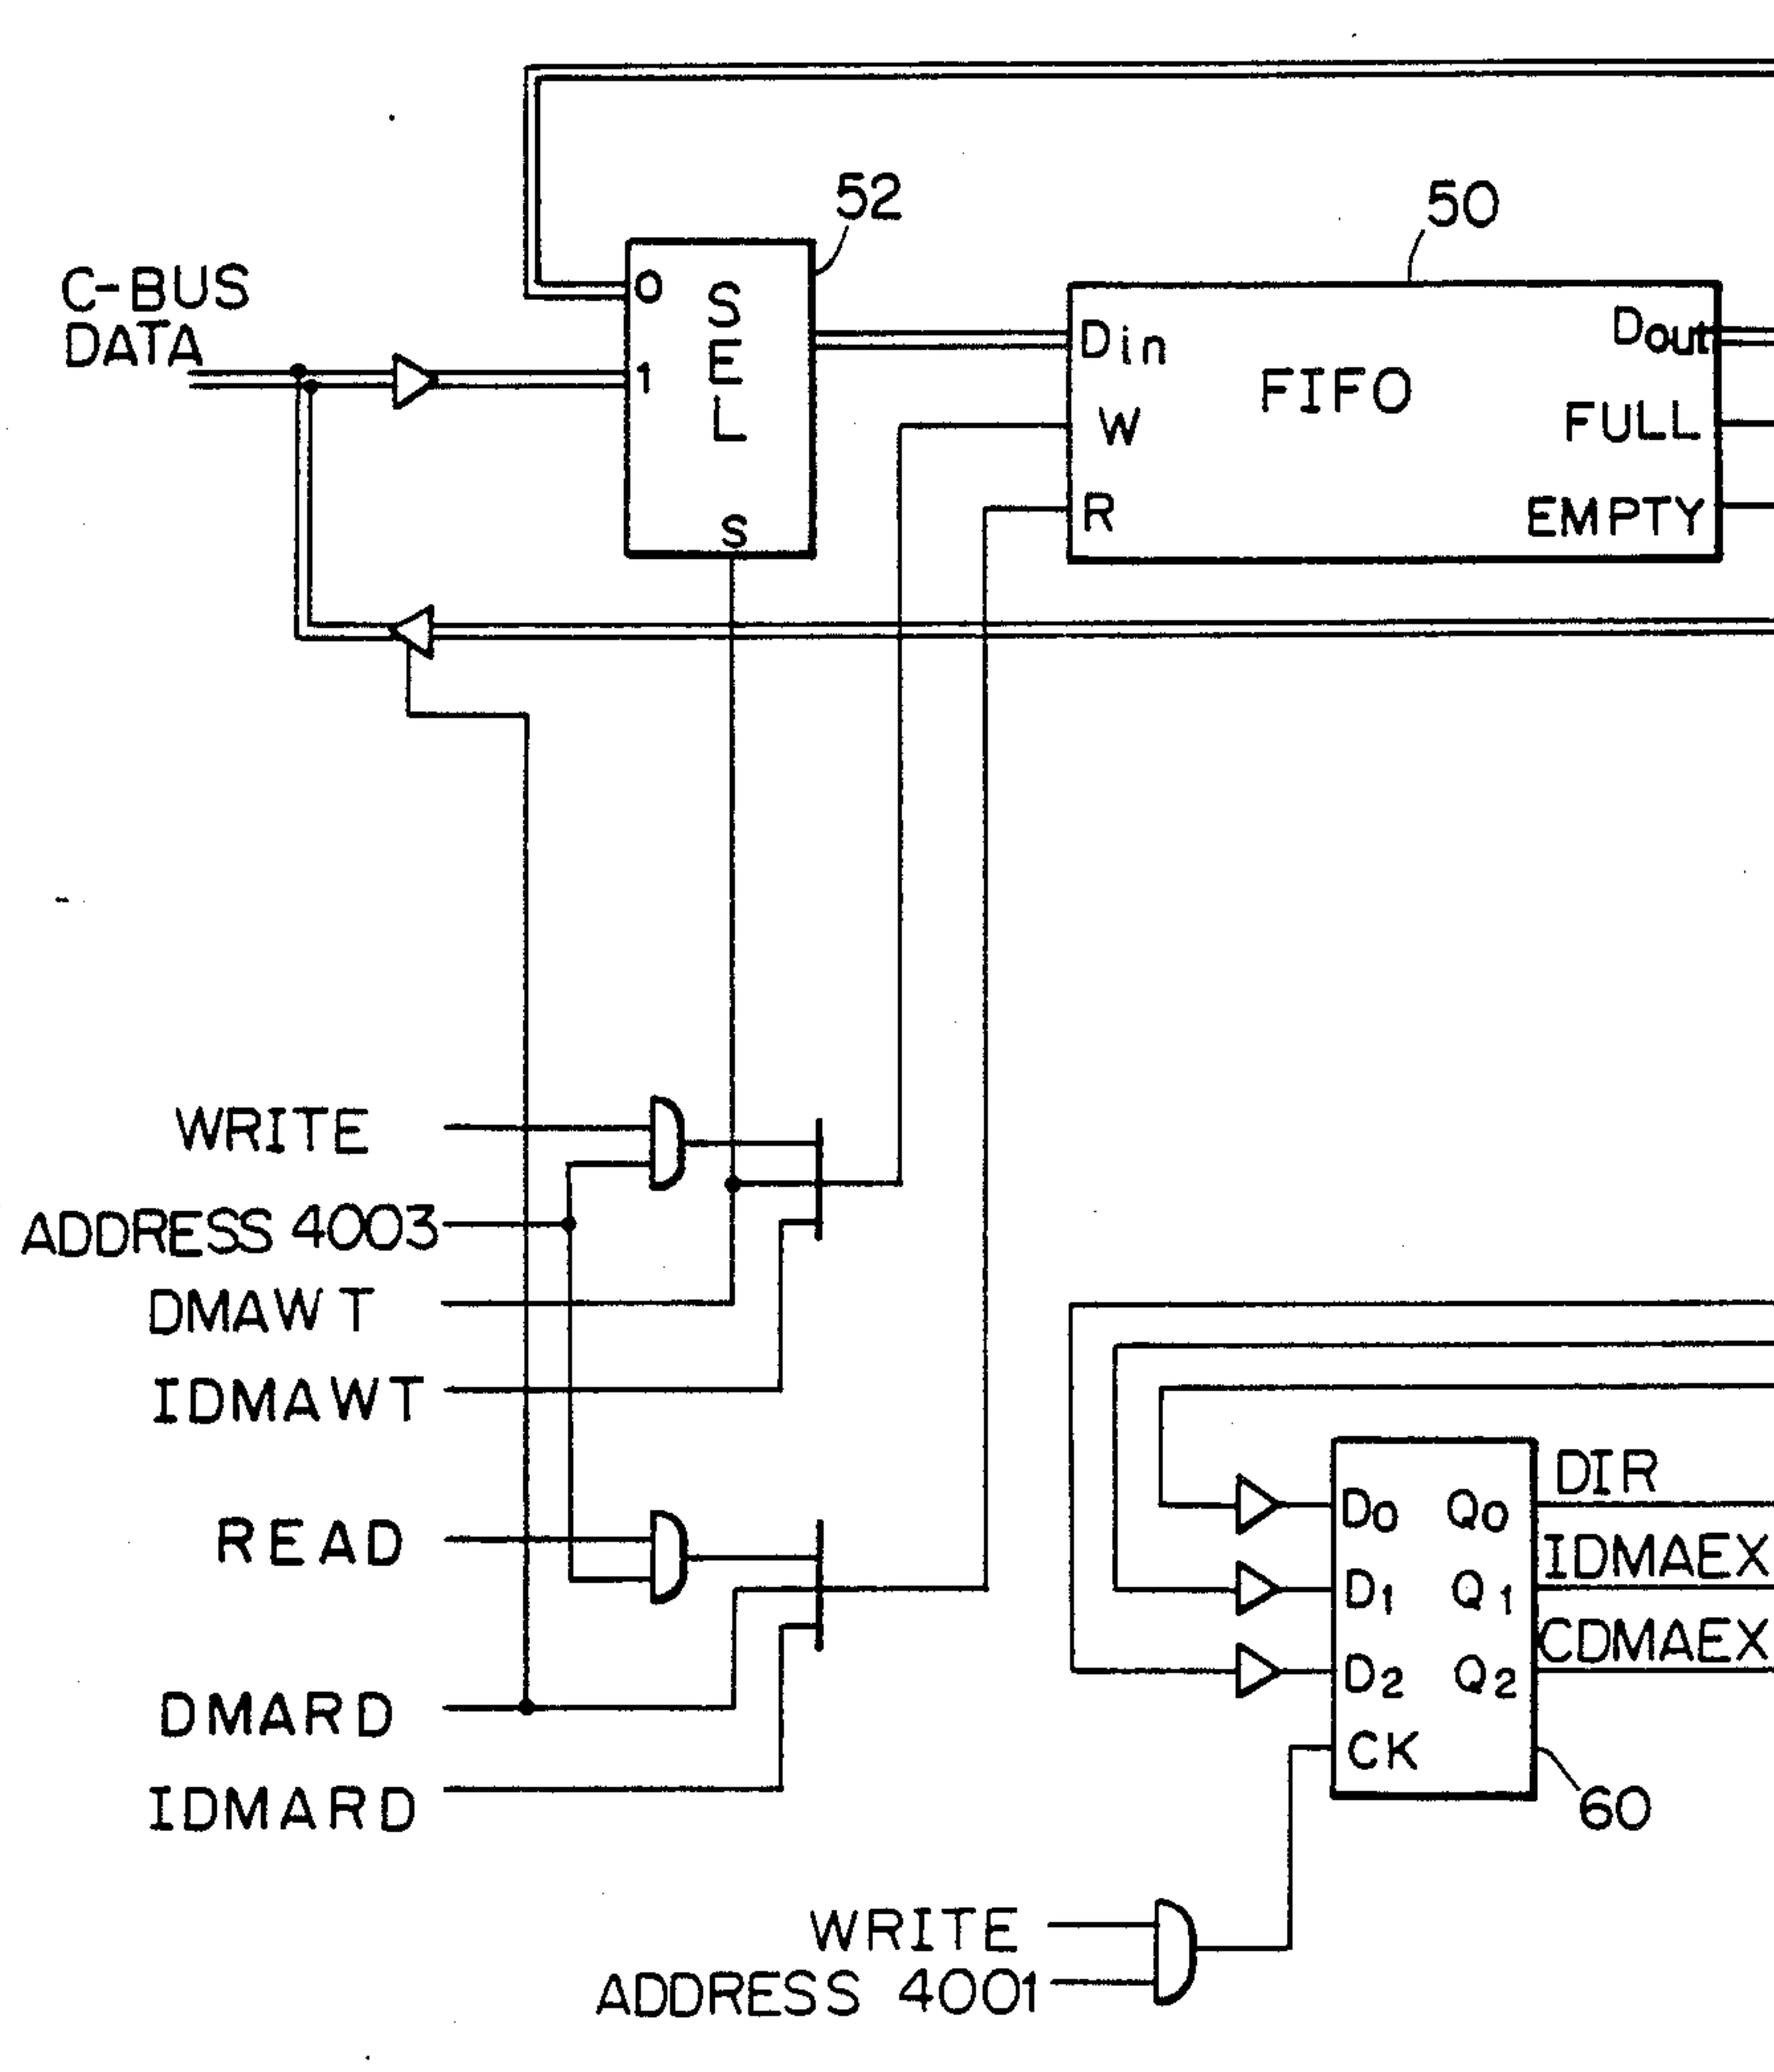 52
50
C-BUS
DATA
0
1
S
E
L
s
Din
W
R
FIFO
Dout
FULL
EMPTY
WRITE
ADDRESS 4003
DMAWT
IDMAWT
READ
DMARD
IDMARD
D0 Q0 DIR
D1 Q1 IDMAEX
D2 Q2 CDMAEX
CK
60
WRITE
ADDRESS 4001